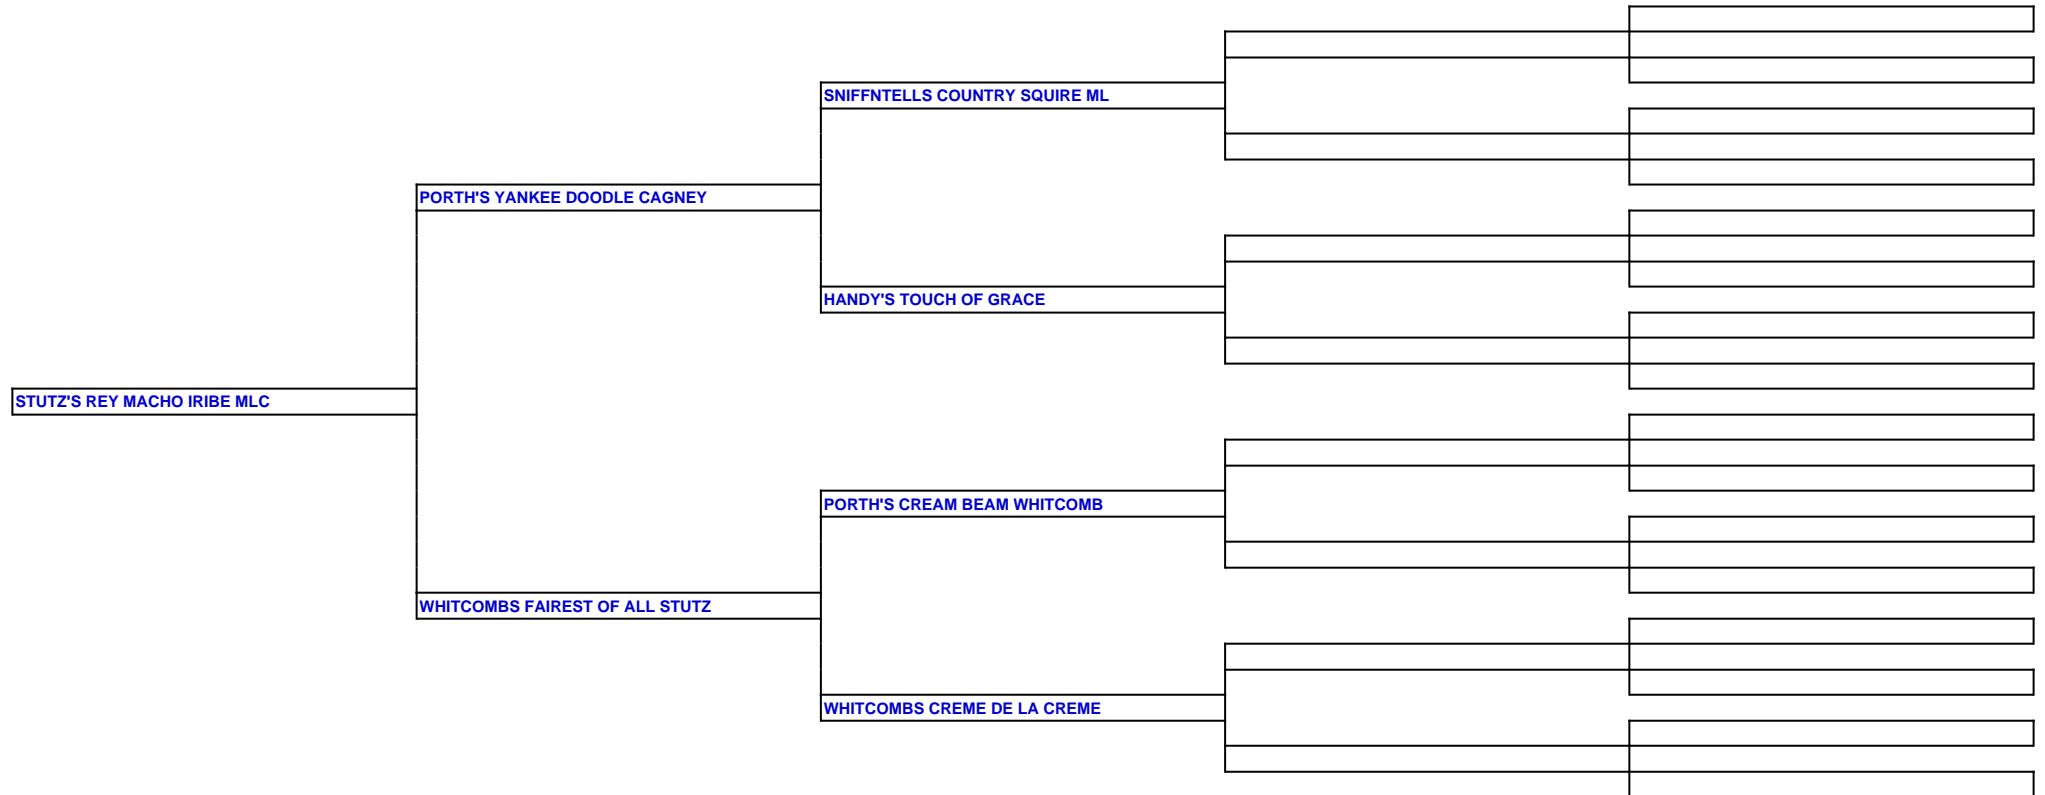 SNIFFNTELLS COUNTRY SQUIRE ML
PORTH'S YANKEE DOODLE CAGNEY
HANDY'S TOUCH OF GRACE
STUTZ'S REY MACHO IRIBE MLC
PORTH'S CREAM BEAM WHITCOMB
WHITCOMBS FAIREST OF ALL STUTZ
WHITCOMBS CREME DE LA CREME